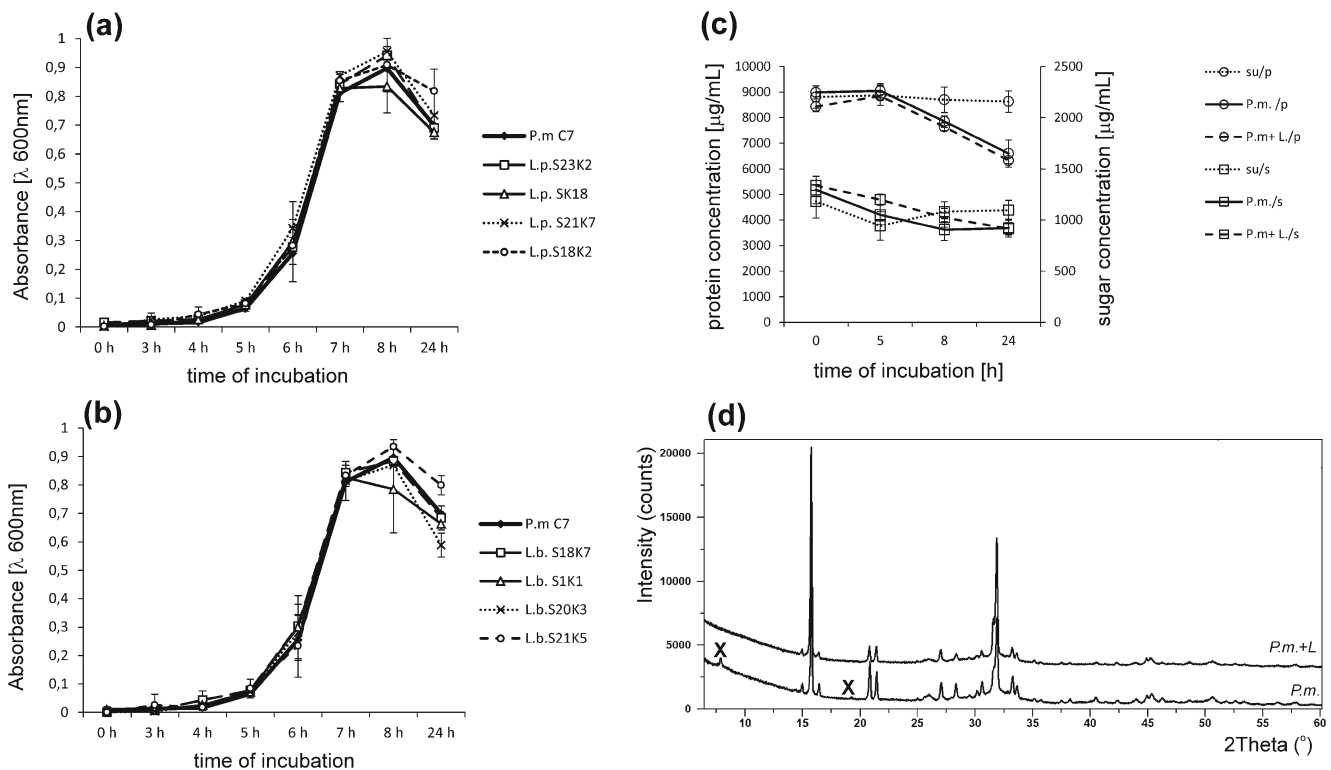 (a)
1
0,9
0,8
0,7
0,6
0,5
0,4
0,3
0,2
0,1
0
Absorbance [λ 600nm]
0 h 3 h 4 h 5 h 6 h 7 h 8 h 24 h
time of incubation
P.m C7
L.p.S23K2
L.p. SK18
L.p. S21K7
L.p.S18K2
(b)
1
0,9
0,8
0,7
0,6
0,5
0,4
0,3
0,2
0,1
0
Absorbance [λ 600nm]
0 h 3 h 4 h 5 h 6 h 7 h 8 h 24 h
time of incubation
P.m C7
L.b. S18K7
L.b. S1K1
L.b.S20K3
L.b.S21K5
(c)
10000
9000
8000
7000
6000
5000
4000
3000
2000
1000
0
protein concentration [µg/mL]
2500
2000
1500
1000
500
0
sugar concentration [µg/mL]
0 5 8 24
time of incubation [h]
su/p
P.m. /p
P.m+ L./p
su/s
P.m./s
P.m+ L./s
(d)
20000
15000
10000
5000
0
Intensity (counts)
X
X
P.m.+L
P.m.
10 15 20 25 30 35 40 45 50 55 60
2Theta (°)